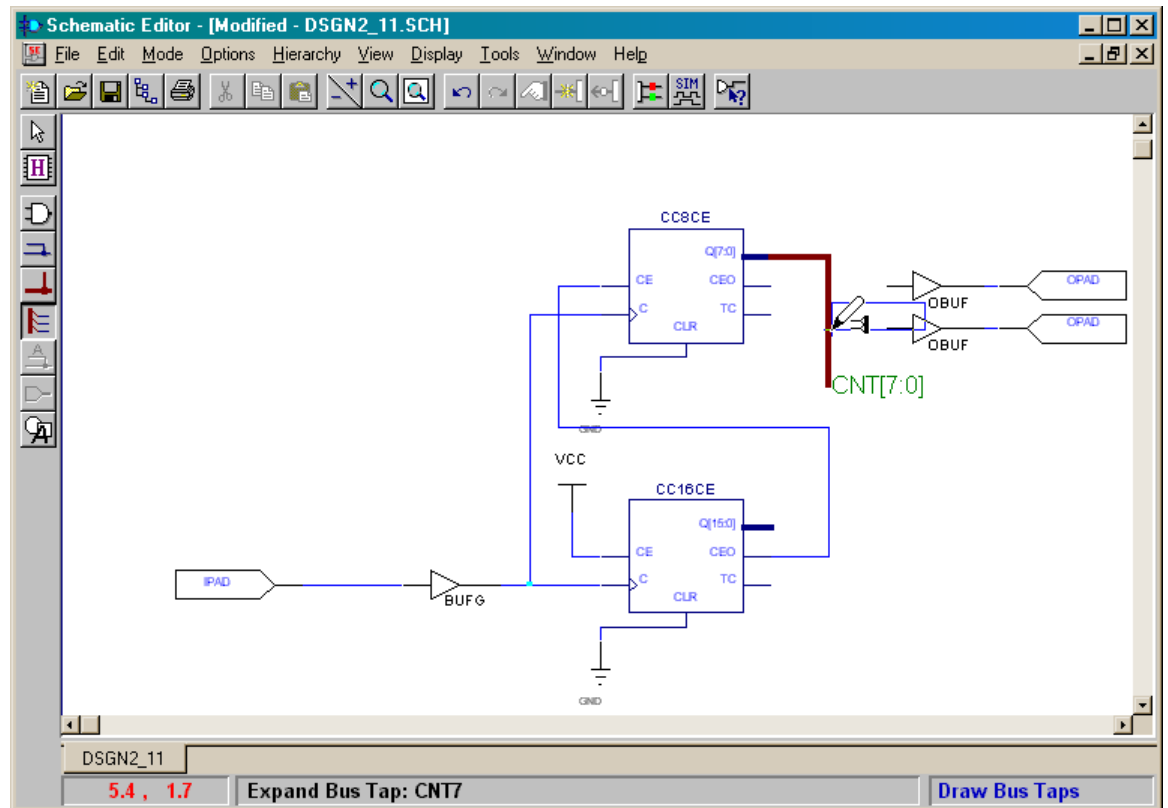 Schematic Editor - [Modified - DSGN2_11.SCH]
File Edit Mode Options Hierarchy View Display Tools Window Help
SIM
H
A
A
CC8CE
Q[7:0]
CE
CEO
C
TC
CLR
OPAD
OBUF
OPAD
OBUF
CNT[7:0]
GND
VCC
CC16CE
Q[15:0]
CE
CEO
C
TC
CLR
IPAD
BUFG
GND
DSGN2_11
5.4 , 1.7 Expand Bus Tap: CNT7 Draw Bus Taps